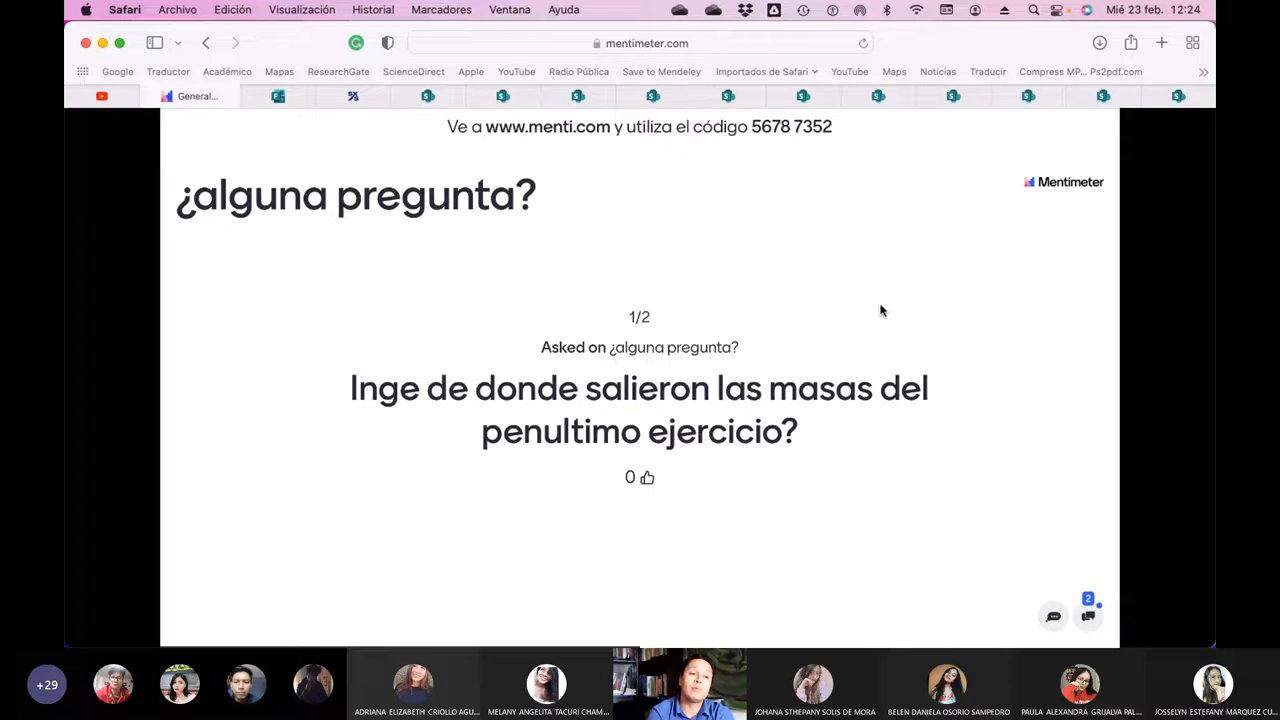 Safari Archivo Edición Visualización Historial Marcadores Ventana Ayuda Mié 23 feb. 12:24
mentimeter.com
Google Traductor Académico Mapas ResearchGate ScienceDirect Apple YouTube Radio Pública Save to Mendeley Importados de Safari YouTube Maps Noticias Traducir Compress MP... Ps2pdf.com
General...
Ve a www.menti.com y utiliza el código 5678 7352
¿alguna pregunta?
Mentimeter
1/2
Asked on ¿alguna pregunta?
Inge de donde salieron las masas del
penultimo ejercicio?
0
2
+29
ADRIANA ELIZABETH CRIOLLO AGU...
MELANY ANGELITA TACURI CHAM...
JOHANA STHEPANY SOLIS DE MORA
BELEN DANIELA OSORIO SAMPEDRO
PAULA ALEXANDRA GRIJALVA PAL...
JOSSELYN ESTEFANY MARQUEZ CU...